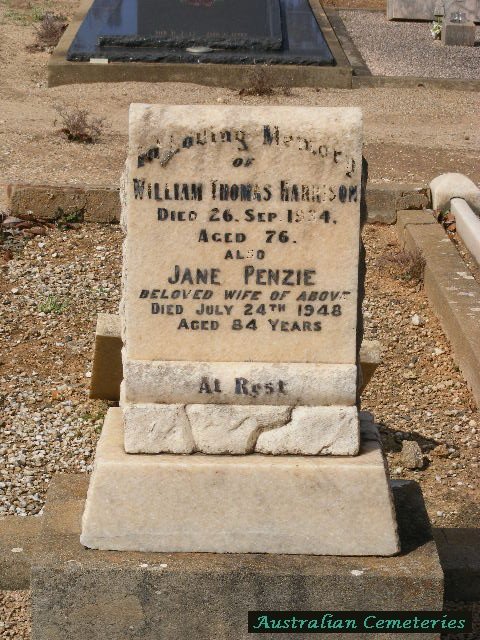 In Loving Memory
OF
WILLIAM THOMAS HARRISON
DIED 26. SEP. 1934,
AGED 76.
ALSO
JANE PENZIE
BELOVED WIFE OF ABOVE
DIED JULY 24TH 1948
AGED 84 YEARS
At Rest
Australian Cemeteries